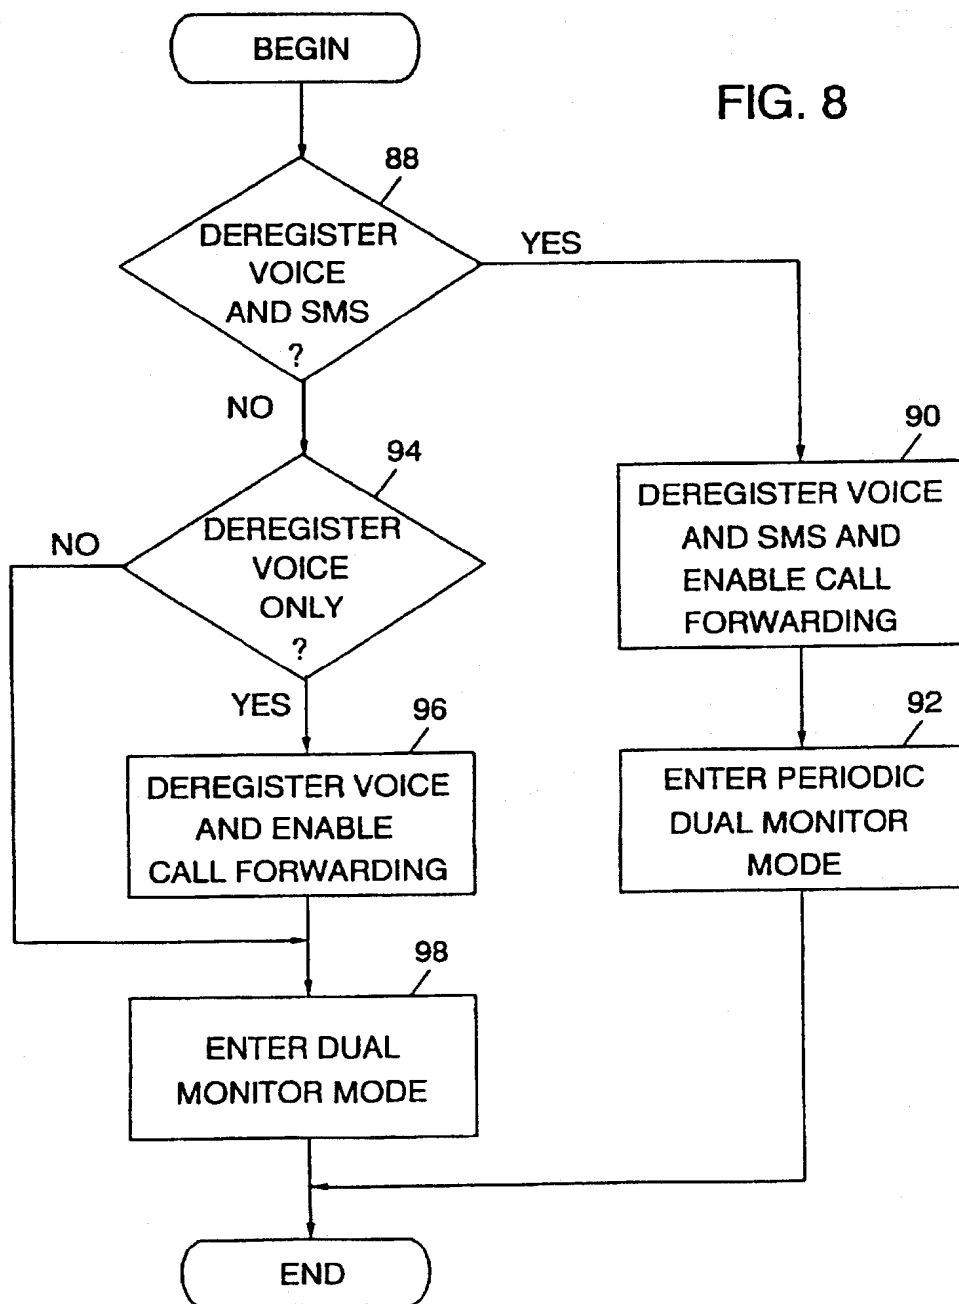 BEGIN
FIG. 8
88
DEREGISTER
VOICE
AND SMS
?
YES
NO
94
DEREGISTER
VOICE
ONLY
?
NO
YES
90
DEREGISTER VOICE
AND SMS AND
ENABLE CALL
FORWARDING
96
DEREGISTER VOICE
AND ENABLE
CALL FORWARDING
92
ENTER PERIODIC
DUAL MONITOR
MODE
98
ENTER DUAL
MONITOR MODE
END